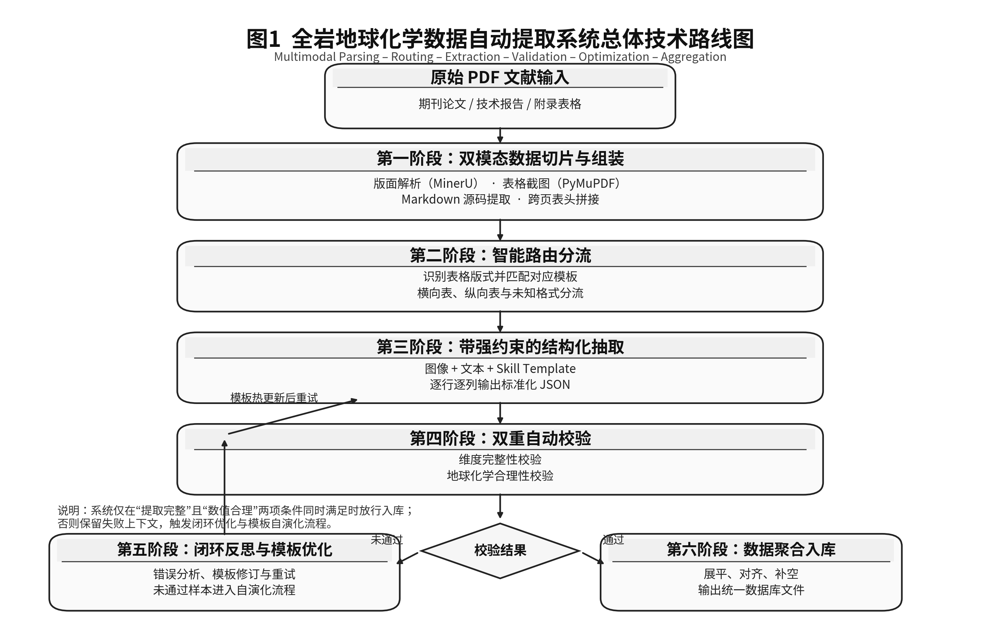 图1 全岩地球化学数据自动提取系统总体技术路线图
Multimodal Parsing – Routing – Extraction – Validation – Optimization – Aggregation
原始 PDF 文献输入
期刊论文 / 技术报告 / 附录表格
第一阶段：双模态数据切片与组装
版面解析（MinerU） · 表格截图（PyMuPDF）
Markdown 源码提取 · 跨页表头拼接
第二阶段：智能路由分流
识别表格版式并匹配对应模板
横向表、纵向表与未知格式分流
第三阶段：带强约束的结构化抽取
图像 + 文本 + Skill Template
逐行逐列输出标准化 JSON
模板热更新后重试
第四阶段：双重自动校验
维度完整性校验
地球化学合理性校验
说明：系统仅在“提取完整”且“数值合理”两项条件同时满足时放行入库；
否则保留失败上下文，触发闭环优化与模板自演化流程。
未通过
通过
第五阶段：闭环反思与模板优化
错误分析、模板修订与重试
未通过样本进入自演化流程
校验结果
第六阶段：数据聚合入库
展平、对齐、补空
输出统一数据库文件